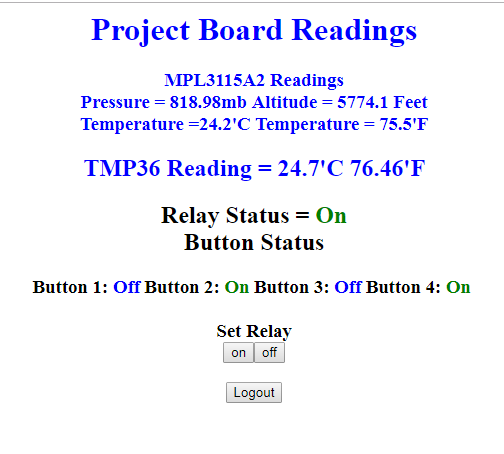 Project Board Readings
MPL3115A2 Readings
Pressure = 818.98mb Altitude = 5774.1 Feet
Temperature =24.2'C Temperature = 75.5'F
TMP36 Reading = 24.7'C 76.46'F
Relay Status = On
Button Status
Button 1: Off Button 2: On Button 3: Off Button 4: On
Set Relay
on off
Logout